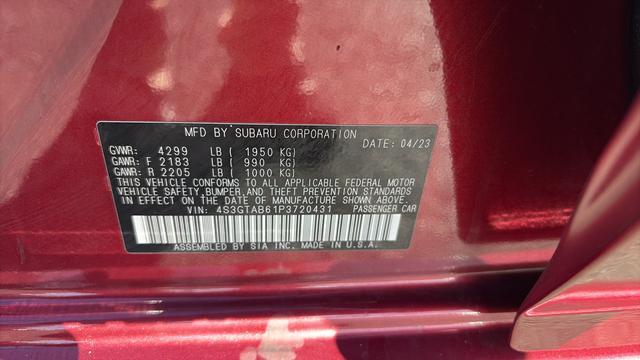 MFD BY SUBARU CORPORATION
DATE: 04/23
GVWR: 4299 LB ( 1950 KG)
GAWR: F 2183 LB ( 990 KG)
GAWR: R 2205 LB ( 1000 KG)
THIS VEHICLE CONFORMS TO ALL APPLICABLE FEDERAL MOTOR
VEHICLE SAFETY, BUMPER AND THEFT PREVENTION STANDARDS
IN EFFECT ON THE DATE OF MANUFACTURE SHOWN ABOVE.
VIN: 4S3GTAB61P3720431 PASSENGER CAR
ASSEMBLED BY SIA INC. MADE IN U.S.A.